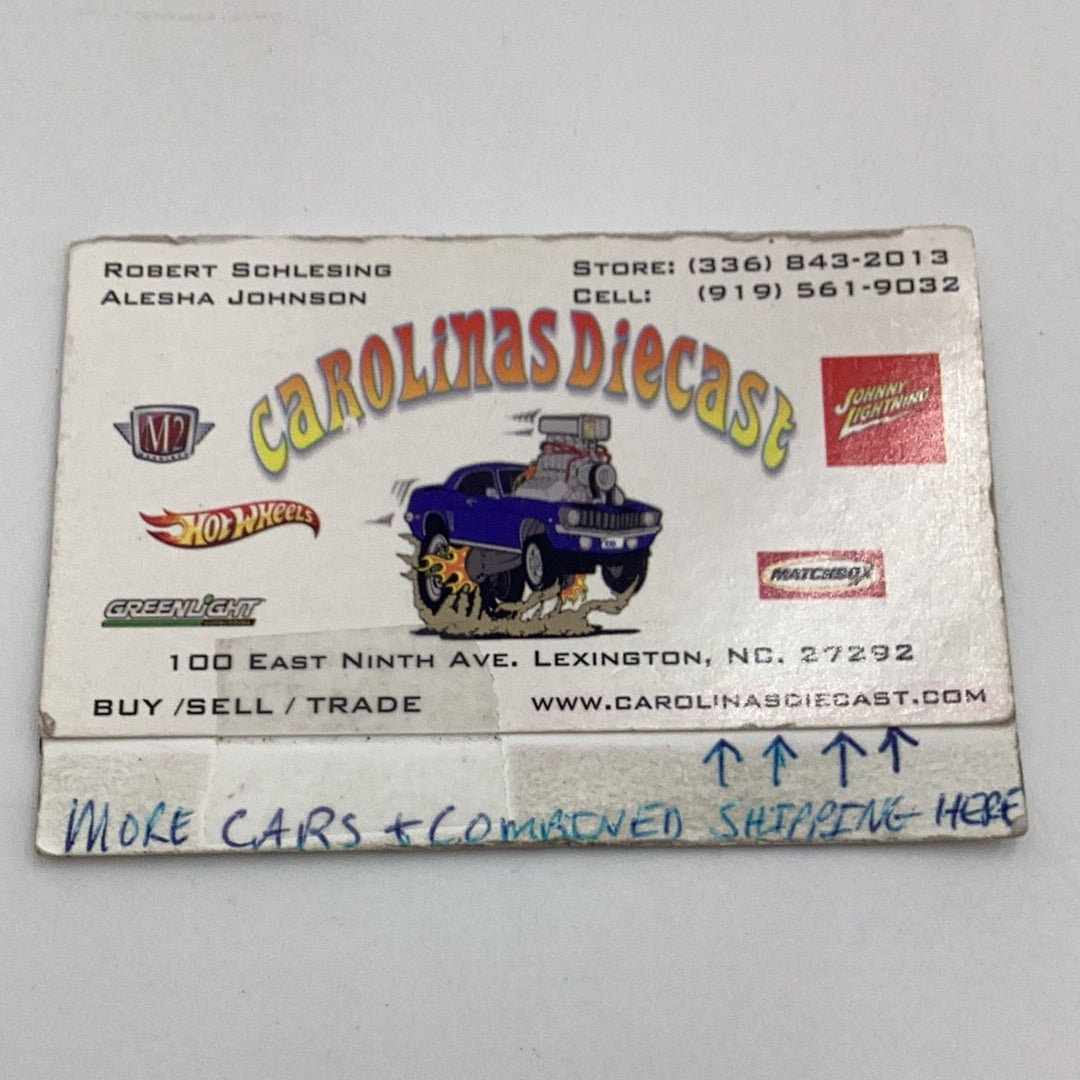 ROBERT SCHLESING
ALESHA JOHNSON
STORE: (336) 843-2013
CELL: (919) 561-9032
CAROLINAS DIECAST
M2
JOHNNY LIGHTNING
HOT WHEELS
MATCHBOX
GREENLIGHT
100 EAST NINTH AVE. LEXINGTON, NC. 27292
BUY /SELL / TRADE
WWW.CAROLINASDIECAST.COM
MORE CARS + COMBINED SHIPPING HERE